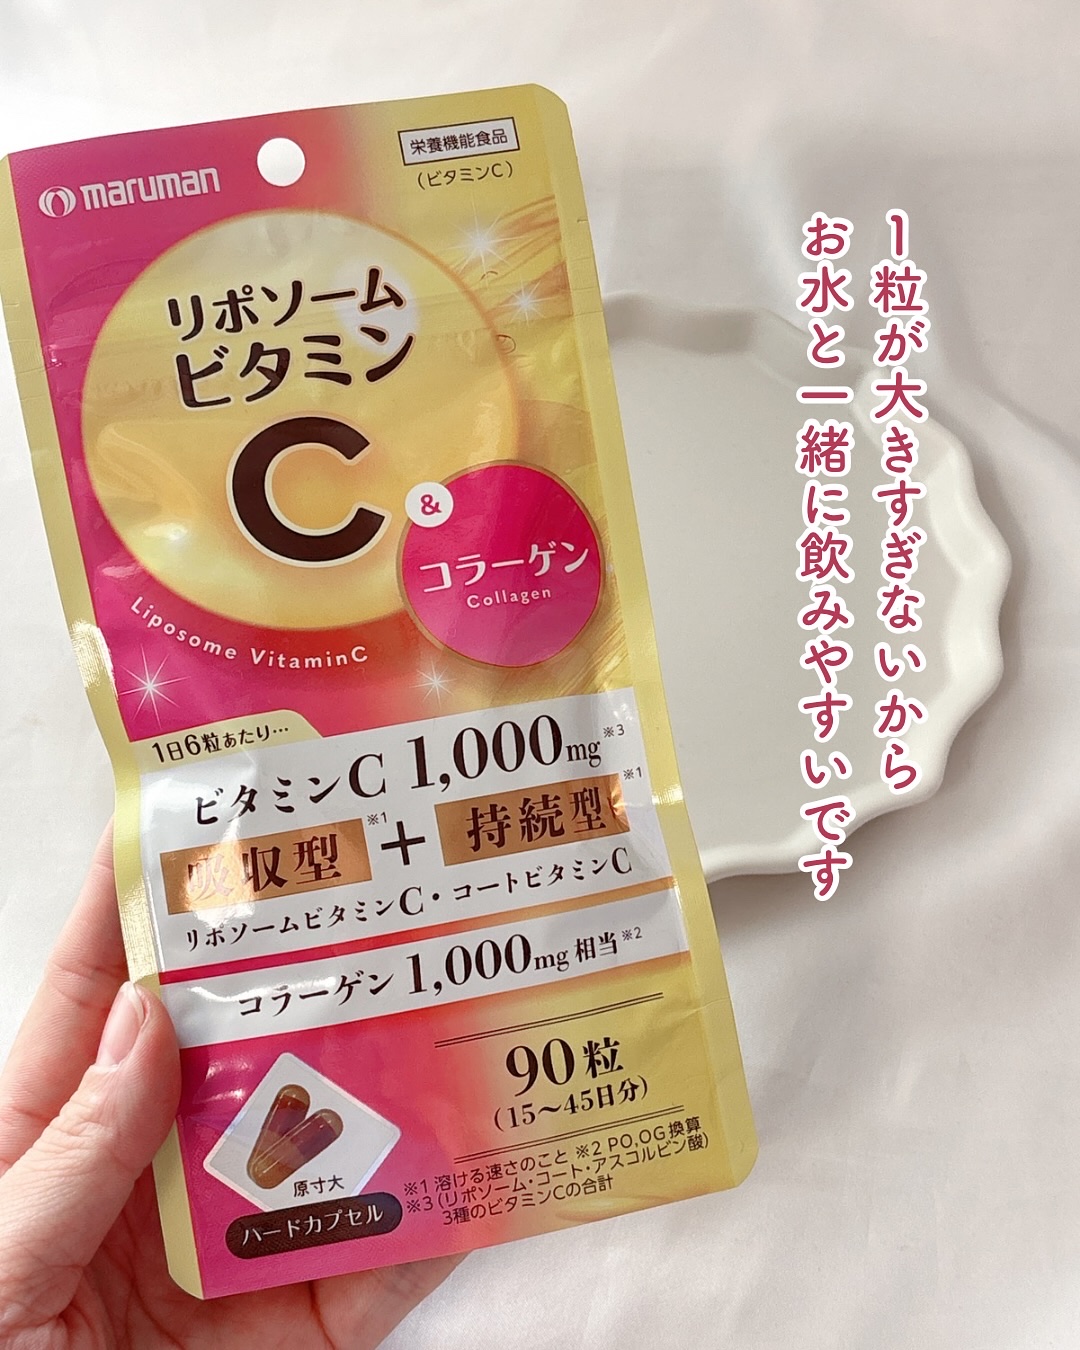 maruman
栄養機能食品
(ビタミンC)
リポソーム
ビタミン
C
&
コラーゲン
Collagen
Liposome VitaminC
1日6粒あたり…
ビタミンC 1,000mg※3
吸収型※1+持続型※1
リポソームビタミンC・コートビタミンC
コラーゲン 1,000mg相当※2
90粒
(15〜45日分)
原寸大
ハードカプセル
※1 溶ける速さのこと ※2 PO,OG換算
※3(リポソーム・コート・アスコルビン酸)
3種のビタミンCの合計
1粒が大きすぎないから
お水と一緒に飲みやすいです